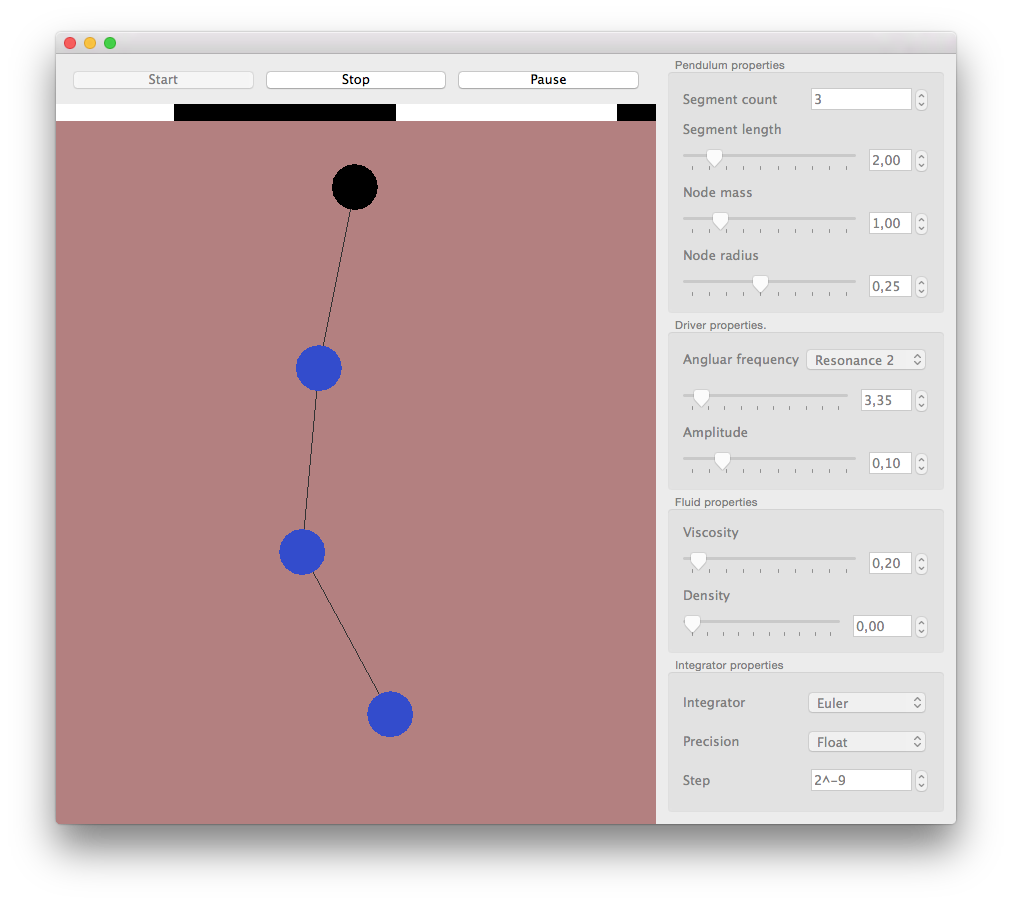 Start
Stop
Pause
Pendulum properties
Segment count 3
Segment length
2,00
Node mass
1,00
Node radius
0,25
Driver properties.
Angluar frequency Resonance 2
3,35
Amplitude
0,10
Fluid properties
Viscosity
0,20
Density
0,00
Integrator properties
Integrator Euler
Precision Float
Step 2^-9